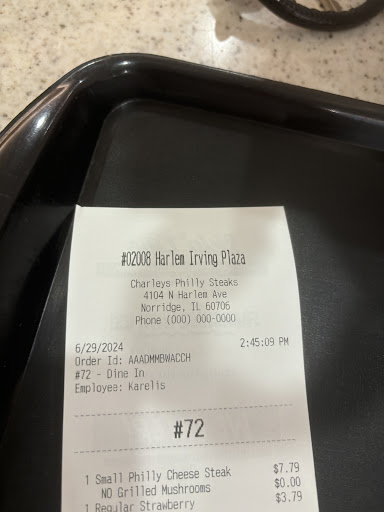 #02008 Harlem Irving Plaza
Charleys Philly Steaks
4104 N Harlem Ave
Norridge, IL 60706
Phone (000) 000-0000
6/29/2024 2:45:09 PM
Order Id: AAADMMBWACCH
#72 - Dine In
Employee: Karelis
#72
1 Small Philly Cheese Steak $7.79
NO Grilled Mushrooms $0.00
1 Regular Strawberry $3.79